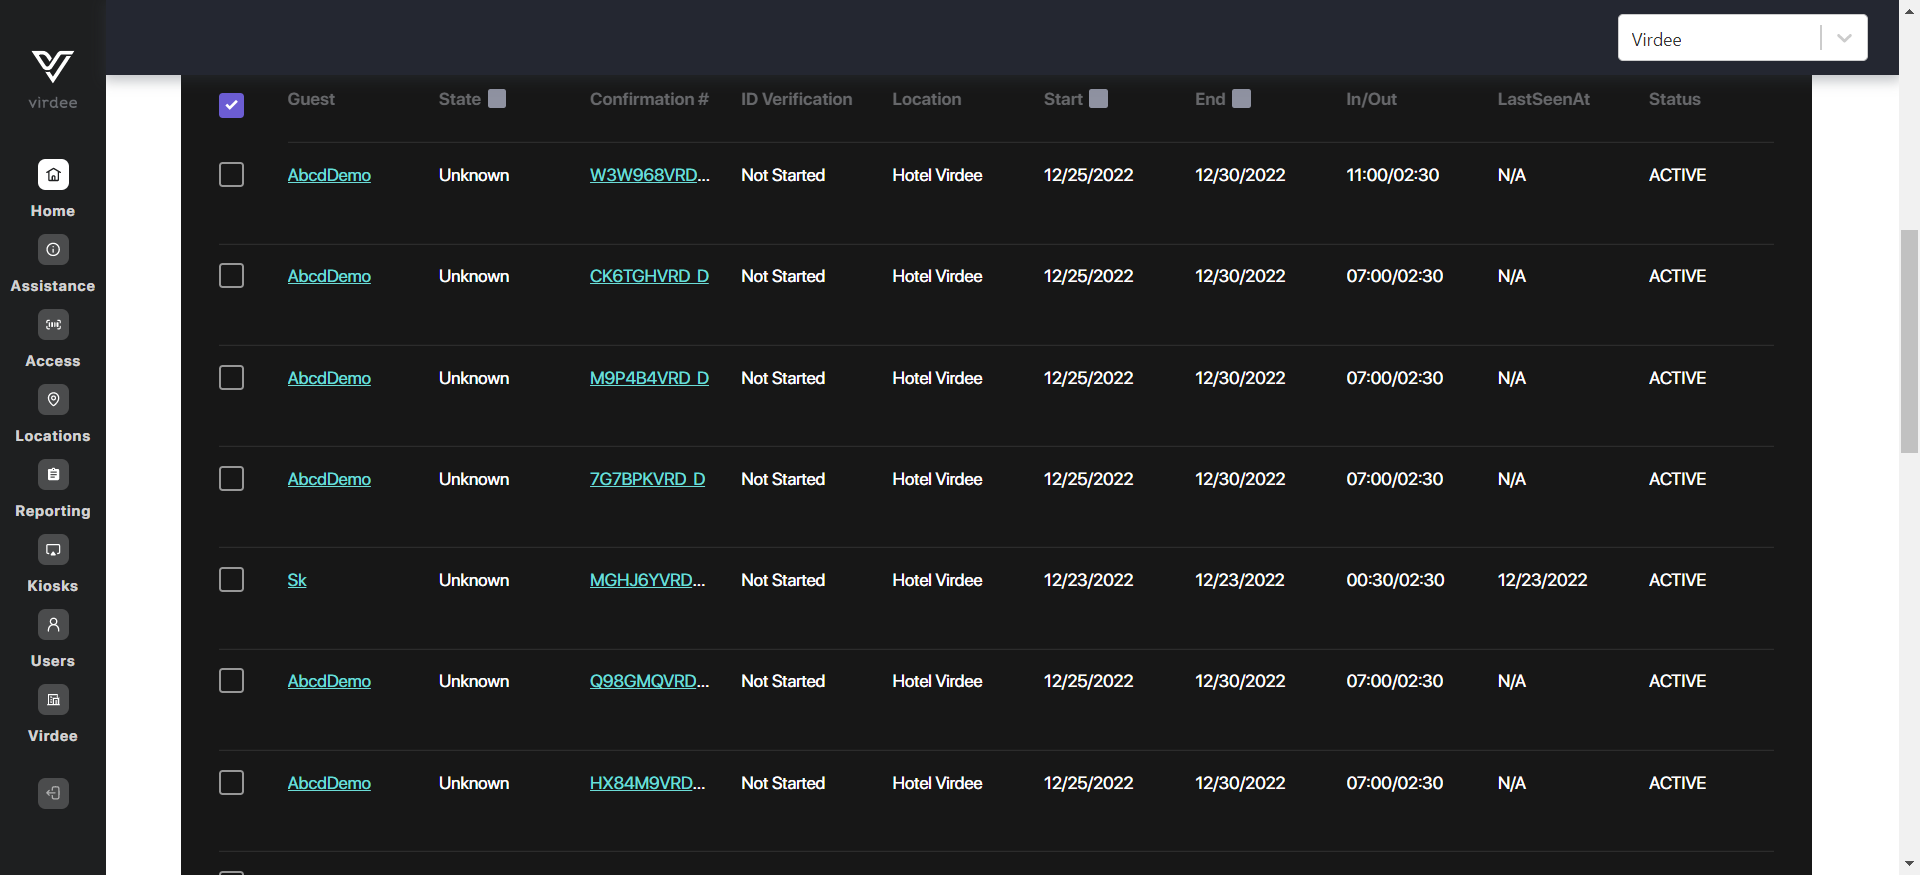 Virdee
virdee
Home
Assistance
Access
Locations
Reporting
Kiosks
Users
Virdee
Guest State Confirmation # ID Verification Location Start End In/Out LastSeenAt Status
AbcdDemo Unknown W3W968VRD... Not Started Hotel Virdee 12/25/2022 12/30/2022 11:00/02:30 N/A ACTIVE
AbcdDemo Unknown CK6TGHVRD_D Not Started Hotel Virdee 12/25/2022 12/30/2022 07:00/02:30 N/A ACTIVE
AbcdDemo Unknown M9P4B4VRD_D Not Started Hotel Virdee 12/25/2022 12/30/2022 07:00/02:30 N/A ACTIVE
AbcdDemo Unknown 7G7BPKVRD_D Not Started Hotel Virdee 12/25/2022 12/30/2022 07:00/02:30 N/A ACTIVE
Sk Unknown MGHJ6YVRD... Not Started Hotel Virdee 12/23/2022 12/23/2022 00:30/02:30 12/23/2022 ACTIVE
AbcdDemo Unknown Q98GMQVRD... Not Started Hotel Virdee 12/25/2022 12/30/2022 07:00/02:30 N/A ACTIVE
AbcdDemo Unknown HX84M9VRD... Not Started Hotel Virdee 12/25/2022 12/30/2022 07:00/02:30 N/A ACTIVE